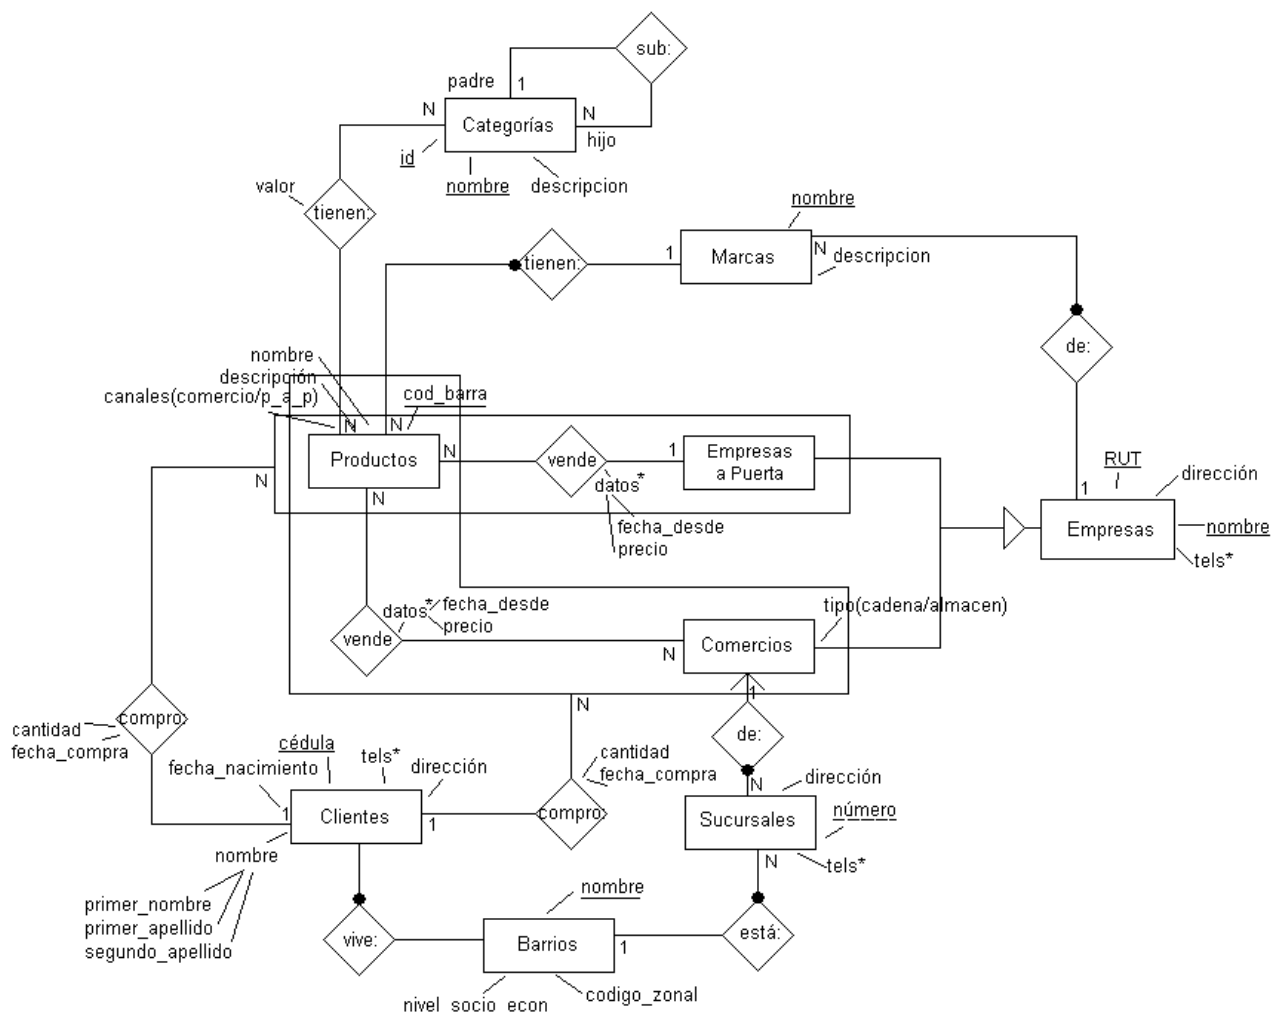 sub:
padre
1
N
N
Categorías
hijo
id
nombre
descripcion
valor
tienen:
nombre
tienen:
1
Marcas
N
descripcion
de:
nombre
descripción
canales(comercio/p_a_p)
cod_barra
N
N
Productos
N
vende
1
Empresas
a Puerta
datos*
fecha_desde
precio
N
N
RUT
dirección
1
Empresas
nombre
tels*
vende
datos*
fecha_desde
precio
N
tipo(cadena/almacen)
Comercios
1
N
compro:
cantidad
fecha_compra
de:
N
cédula
tels*
dirección
fecha_nacimiento
1
Clientes
1
cantidad
fecha_compra
compro:
dirección
Sucursales
número
N
tels*
nombre
primer_nombre
primer_apellido
segundo_apellido
vive:
nombre
Barrios
1
está:
nivel_socio_econ
codigo_zonal